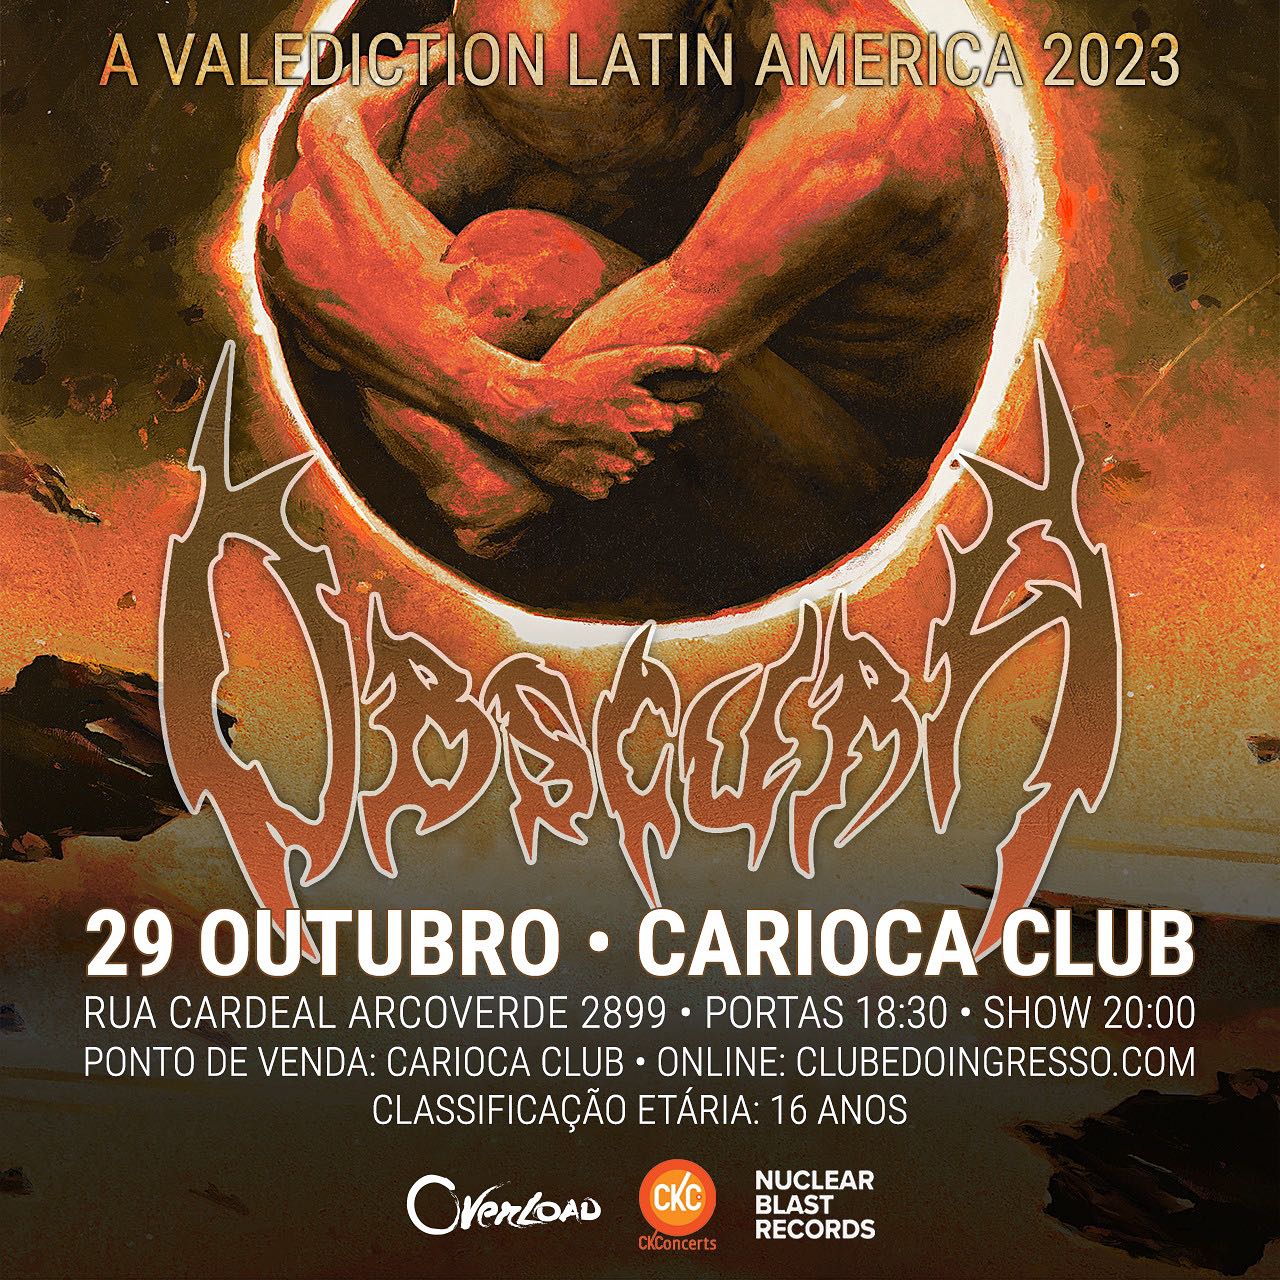 A VALEDICTION LATIN AMERICA 2023
OBSCURA
29 OUTUBRO • CARIOCA CLUB
RUA CARDEAL ARCOVERDE 2899 • PORTAS 18:30 • SHOW 20:00
PONTO DE VENDA: CARIOCA CLUB • ONLINE: CLUBEDOINGRESSO.COM
CLASSIFICAÇÃO ETÁRIA: 16 ANOS
OVERLOAD
CKC
CKConcerts
NUCLEAR
BLAST
RECORDS